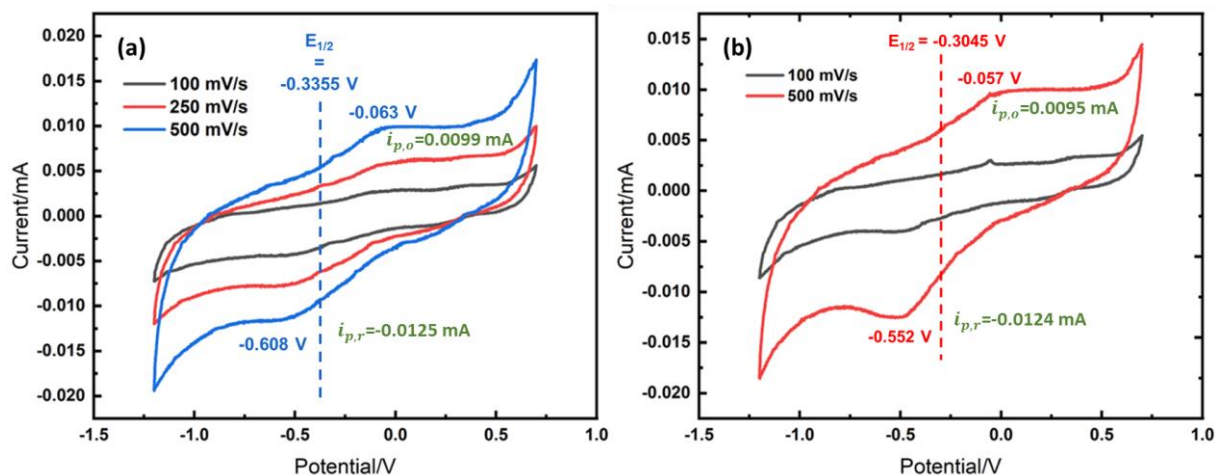 (a)
E1/2
=
-0.3355 V
100 mV/s
250 mV/s
500 mV/s
-0.063 V
ip,o=0.0099 mA
ip,r=-0.0125 mA
-0.608 V
0.020
0.015
0.010
0.005
0.000
-0.005
-0.010
-0.015
-0.020
Current/mA
-1.5
-1.0
-0.5
0.0
0.5
1.0
Potential/V
(b)
E1/2 = -0.3045 V
100 mV/s
500 mV/s
-0.057 V
ip,o=0.0095 mA
ip,r=-0.0124 mA
-0.552 V
0.015
0.010
0.005
0.000
-0.005
-0.010
-0.015
-0.020
Current/mA
-1.5
-1.0
-0.5
0.0
0.5
1.0
Potential/V